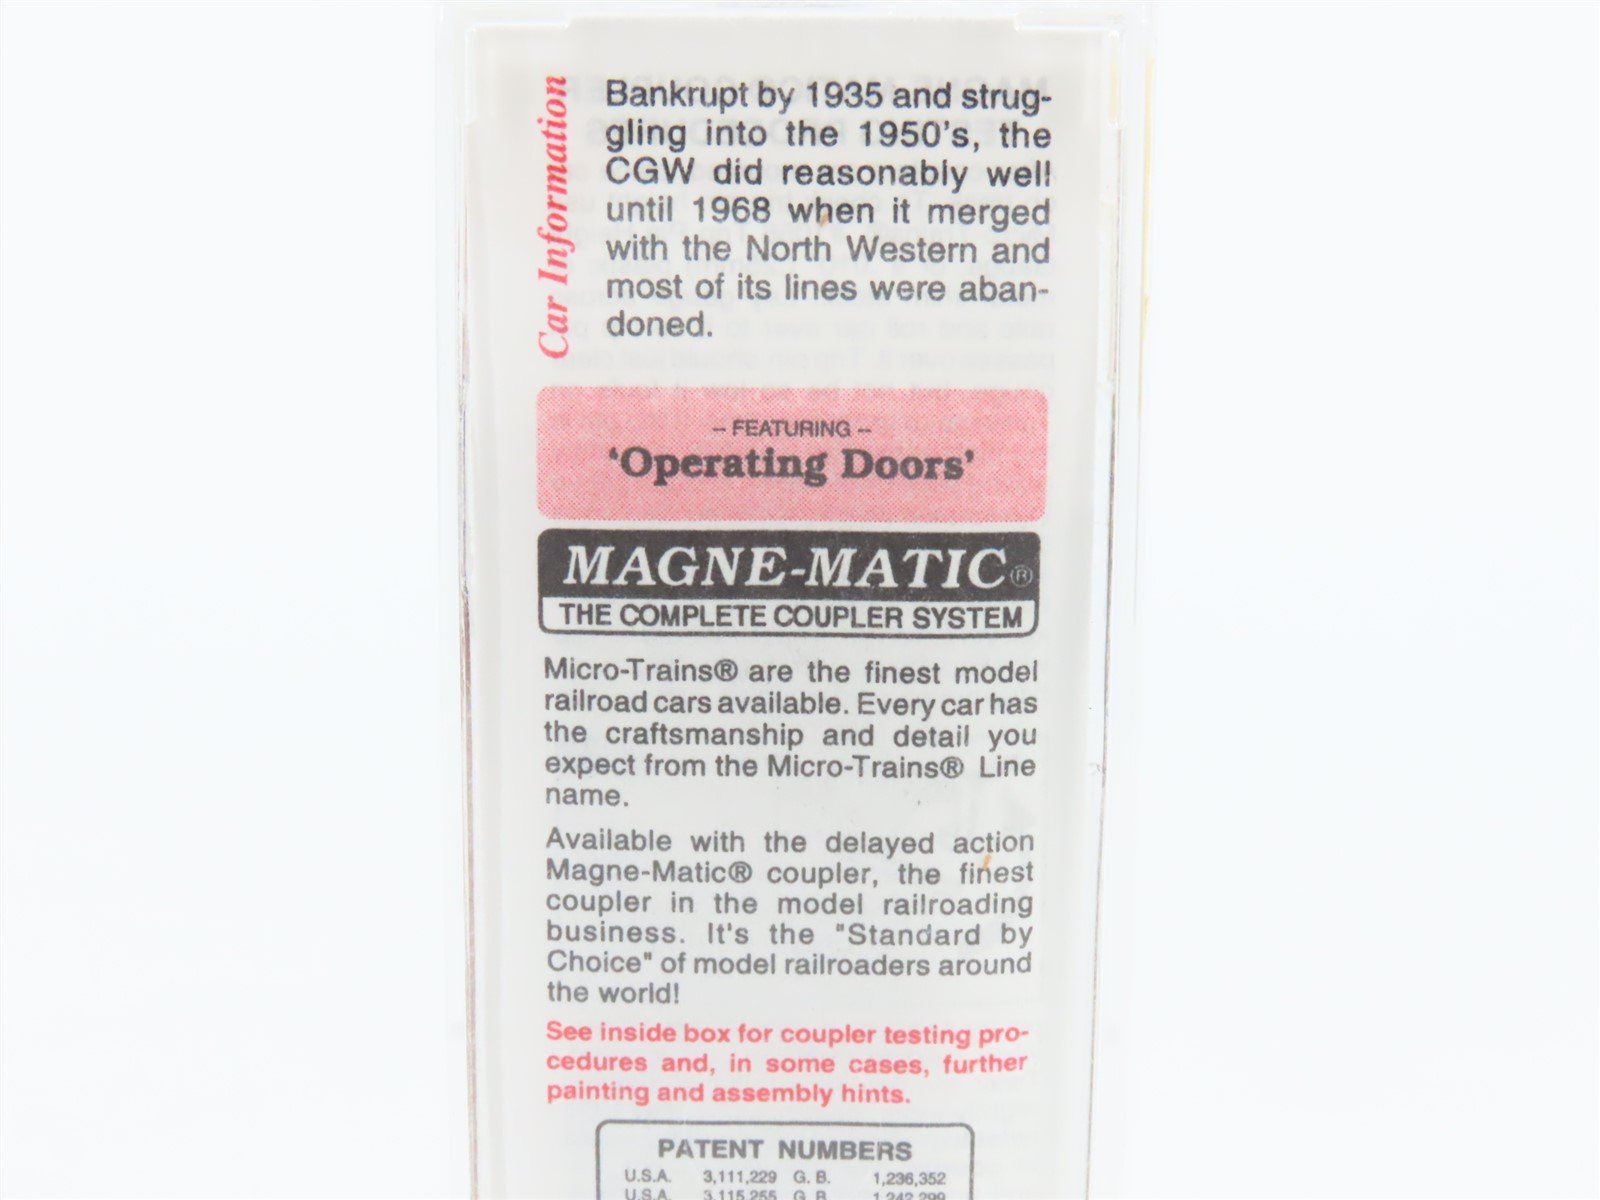 Car Information
Bankrupt by 1935 and strug-
gling into the 1950's, the
CGW did reasonably well
until 1968 when it merged
with the North Western and
most of its lines were aban-
doned.
-- FEATURING --
'Operating Doors'
MAGNE-MATIC®
THE COMPLETE COUPLER SYSTEM
Micro-Trains® are the finest model
railroad cars available. Every car has
the craftsmanship and detail you
expect from the Micro-Trains® Line
name.
Available with the delayed action
Magne-Matic® coupler, the finest
coupler in the model railroading
business. It's the "Standard by
Choice" of model railroaders around
the world!
See inside box for coupler testing pro-
cedures and, in some cases, further
painting and assembly hints.
PATENT NUMBERS
U.S.A. 3,111,229 G. B. 1,236,352
U.S.A. 3,115,255 G. B. 1,242,299